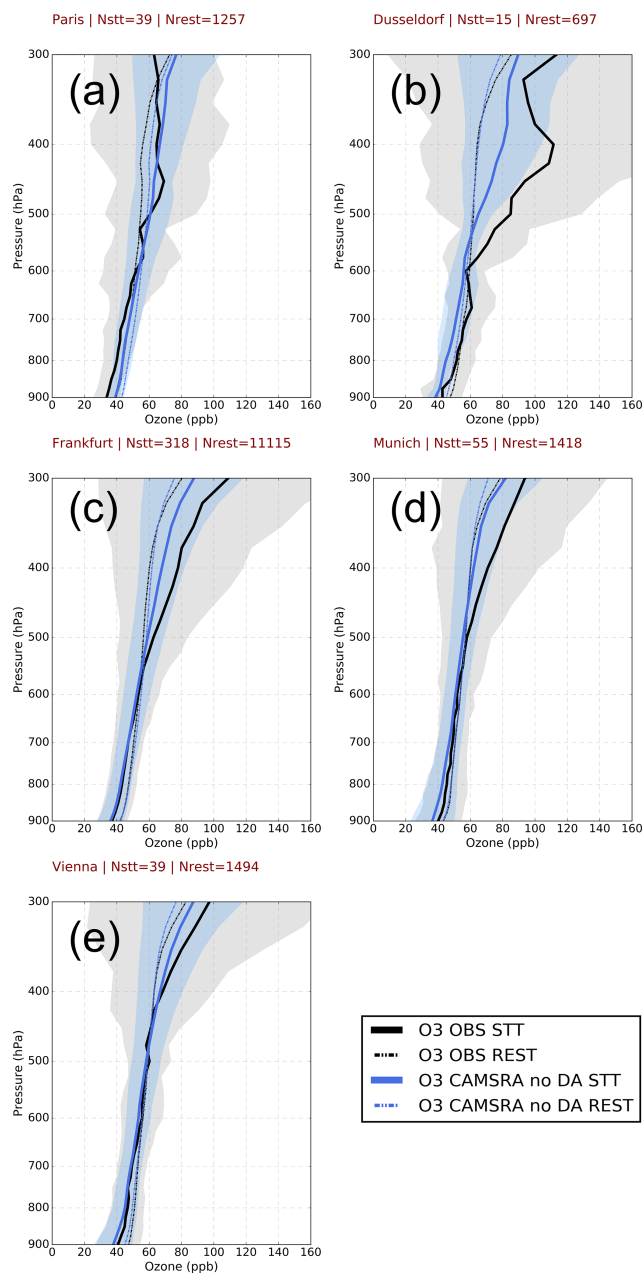 Paris | Nstt=39 | Nrest=1257
(a)
Pressure (hPa)
300
400
500
600
700
800
900
0 20 40 60 80 100 120 140 160
Ozone (ppb)
Dusseldorf | Nstt=15 | Nrest=697
(b)
Pressure (hPa)
300
400
500
600
700
800
900
0 20 40 60 80 100 120 140 160
Ozone (ppb)
Frankfurt | Nstt=318 | Nrest=11115
(c)
Pressure (hPa)
300
400
500
600
700
800
900
0 20 40 60 80 100 120 140 160
Ozone (ppb)
Munich | Nstt=55 | Nrest=1418
(d)
Pressure (hPa)
300
400
500
600
700
800
900
0 20 40 60 80 100 120 140 160
Ozone (ppb)
Vienna | Nstt=39 | Nrest=1494
(e)
Pressure (hPa)
300
400
500
600
700
800
900
0 20 40 60 80 100 120 140 160
Ozone (ppb)
O3 OBS STT
O3 OBS REST
O3 CAMSRA no DA STT
O3 CAMSRA no DA REST